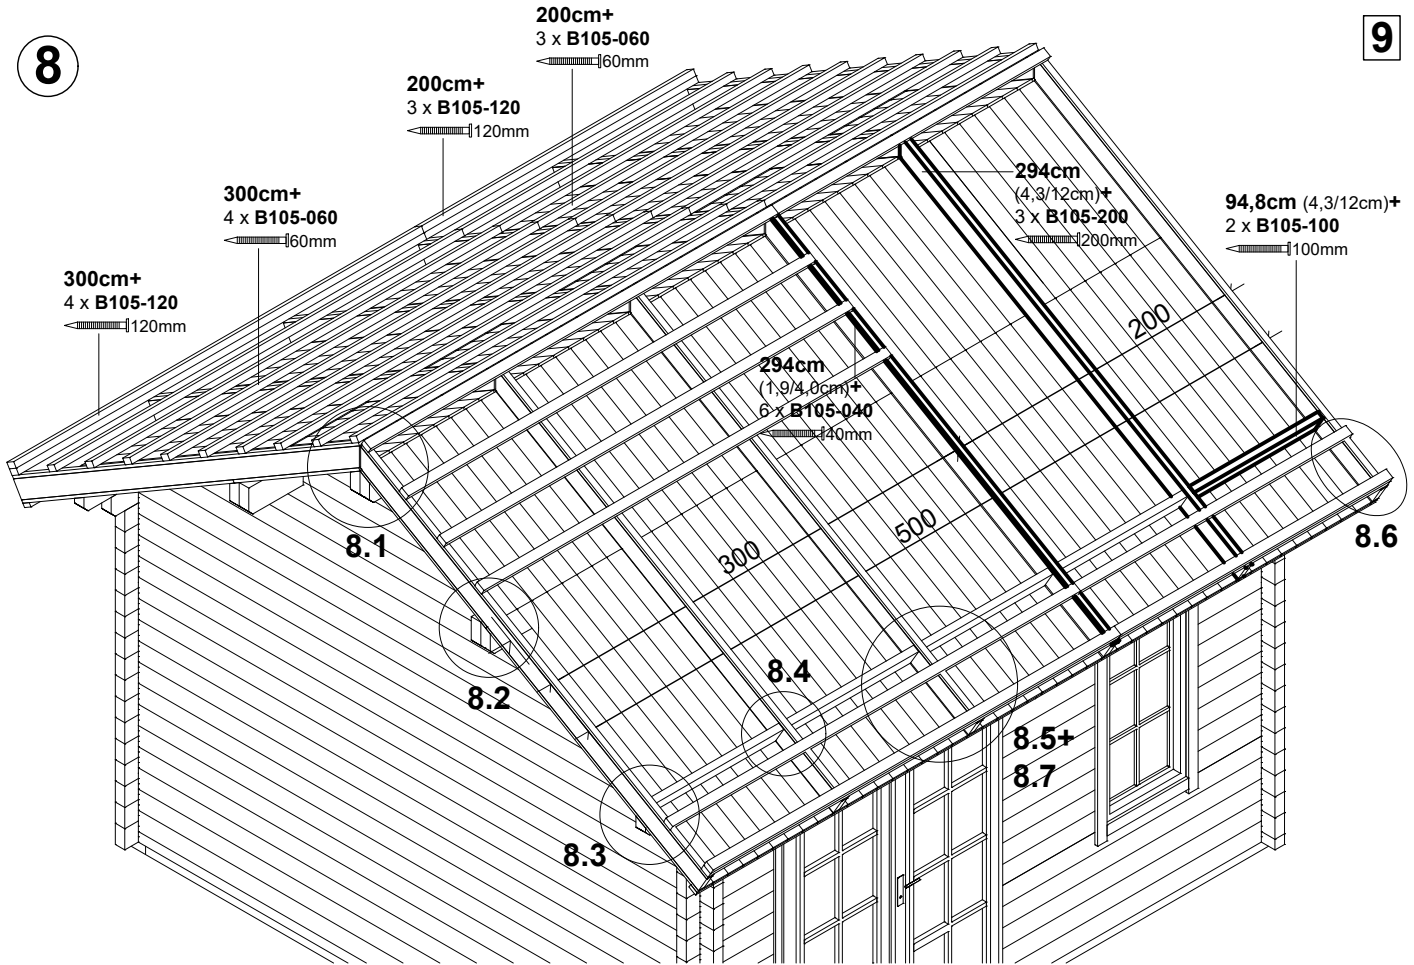 8
9
200cm+
3 x B105-060
60mm
200cm+
3 x B105-120
120mm
300cm+
4 x B105-060
60mm
300cm+
4 x B105-120
120mm
294cm
(4,3/12cm)+
3 x B105-200
200mm
94,8cm (4,3/12cm)+
2 x B105-100
100mm
294cm
(1,9/4,0cm)+
6 x B105-040
40mm
200
500
300
8.1
8.2
8.3
8.4
8.5+
8.7
8.6